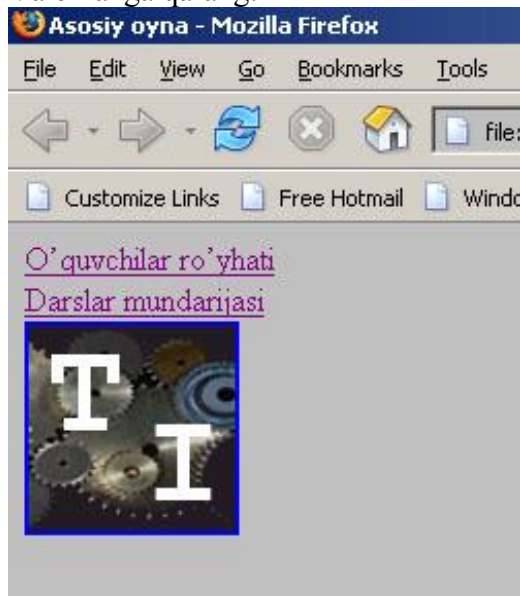 Asosiy oyna - Mozilla Firefox
File Edit View Go Bookmarks Tools
file:
Customize Links Free Hotmail Windo
O’quvchilar ro’yhati
Darslar mundarijasi
T
I